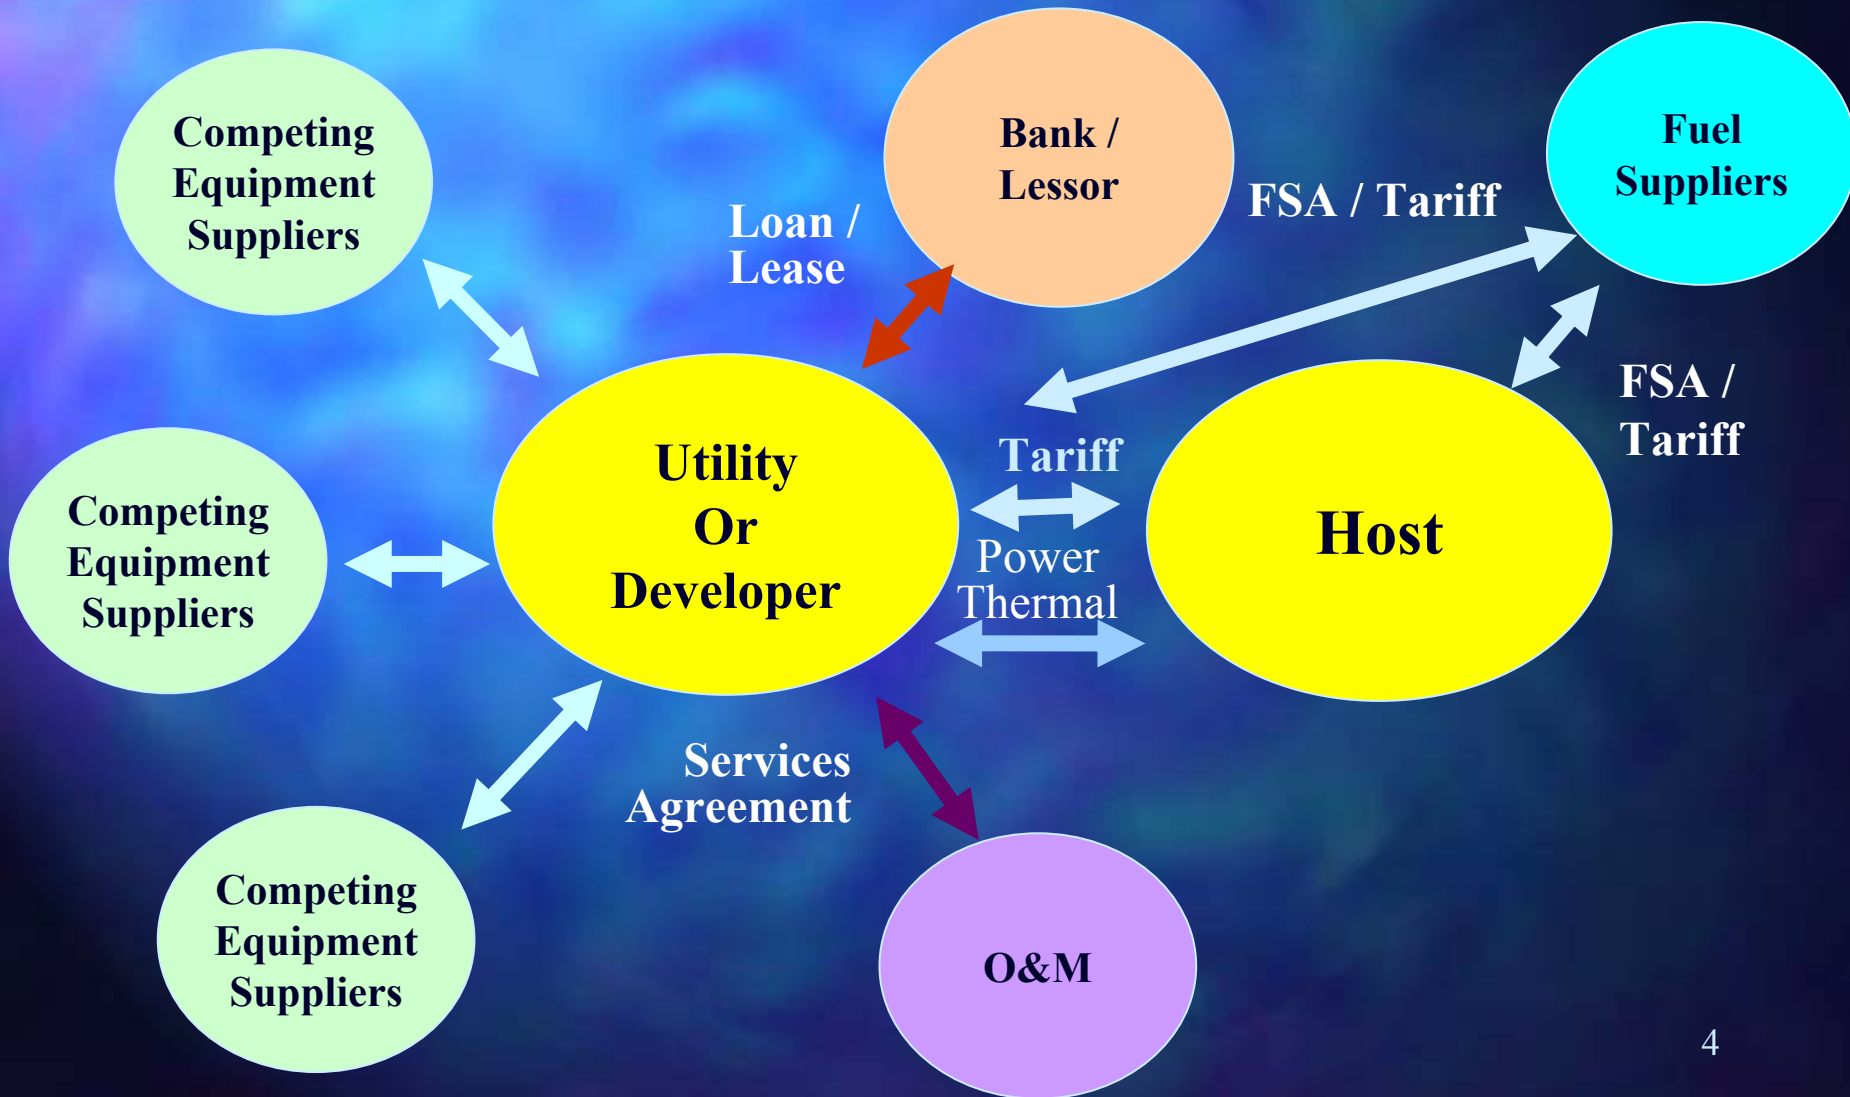 Competing
Equipment
Suppliers
Bank /
Lessor
Fuel
Suppliers
Loan /
Lease
FSA / Tariff
FSA /
Tariff
Utility
Or
Developer
Tariff
Power
Thermal
Host
Competing
Equipment
Suppliers
Services
Agreement
Competing
Equipment
Suppliers
O&M
4